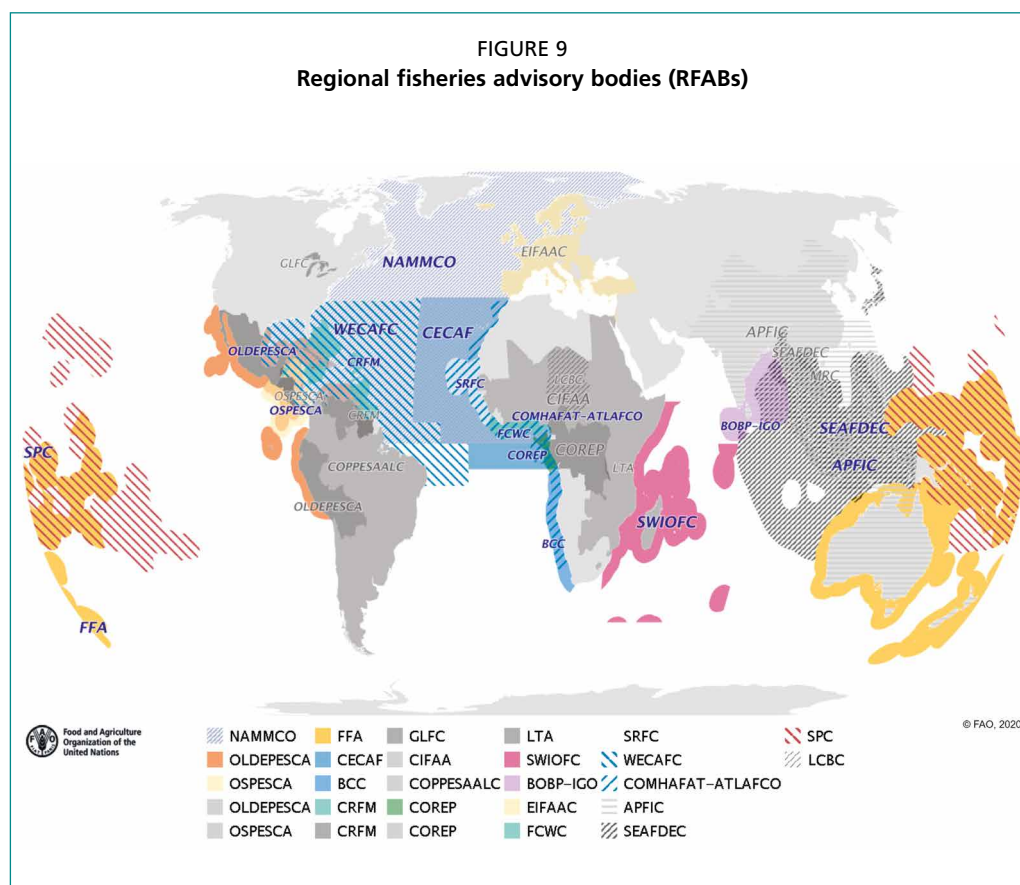 FIGURE 9
Regional fisheries advisory bodies (RFABs)
NAMMCO
EIFAAC
GLFC
WECAFC
CECAF
OLDEPESCA
CRFM
OSPESCA
OSPESCA
CRFM
SRFC
LCBC
CIFAA
COMHAFAT-ATLAFCO
FCWC
COREP
COREP
LTA
COPPESAALC
OLDEPESCA
BCC
SWIOFC
APFIC
SEAFDEC
MRC
BOBP-IGO
SEAFDEC
APFIC
SPC
FFA
Food and Agriculture
Organization of the
United Nations
© FAO, 2020
NAMMCO FFA GLFC LTA SRFC SPC
OLDEPESCA CECAF CIFAA SWIOFC WECAFC LCBC
OSPESCA BCC COPPESAALC BOBP-IGO COMHAFAT-ATLAFCO
OLDEPESCA CRFM COREP EIFAAC APFIC
OSPESCA CRFM COREP FCWC SEAFDEC